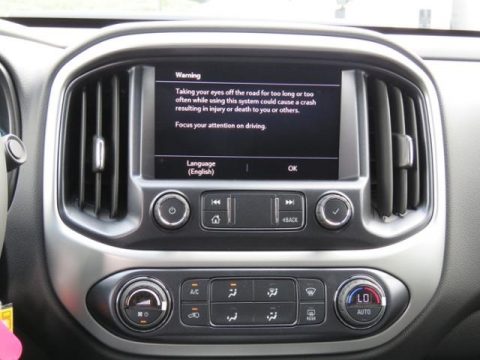 Warning
Taking your eyes off the road for too long or too
often while using this system could cause a crash
resulting in injury or death to you or others.
Focus your attention on driving.
Language
(English)
OK
BACK
A/C
LO
AUTO
REAR